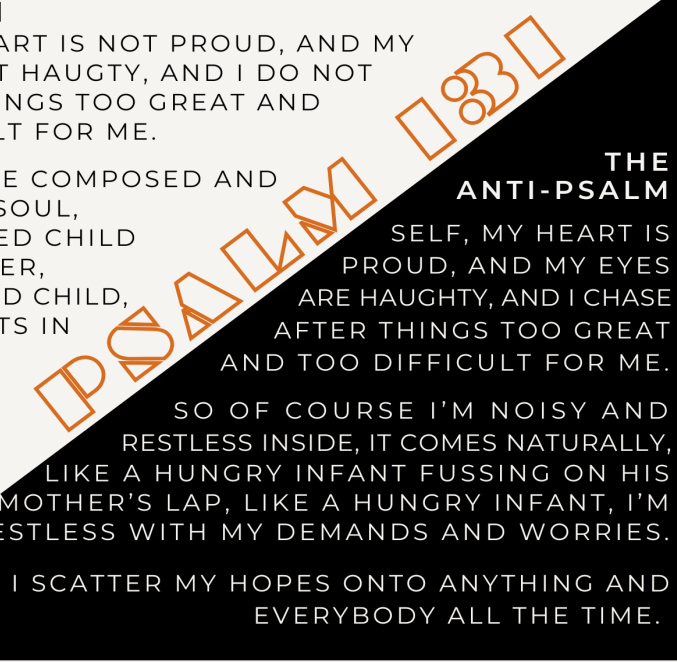 ART IS NOT PROUD, AND MY
T HAUGTY, AND I DO NOT
INGS TOO GREAT AND
LT FOR ME.
E COMPOSED AND
SOUL,
ED CHILD
ER,
D CHILD,
TS IN
PSALM 131
THE
ANTI-PSALM
SELF, MY HEART IS
PROUD, AND MY EYES
ARE HAUGHTY, AND I CHASE
AFTER THINGS TOO GREAT
AND TOO DIFFICULT FOR ME.
SO OF COURSE I'M NOISY AND
RESTLESS INSIDE, IT COMES NATURALLY,
LIKE A HUNGRY INFANT FUSSING ON HIS
MOTHER'S LAP, LIKE A HUNGRY INFANT, I'M
ESTLESS WITH MY DEMANDS AND WORRIES.
I SCATTER MY HOPES ONTO ANYTHING AND
EVERYBODY ALL THE TIME.